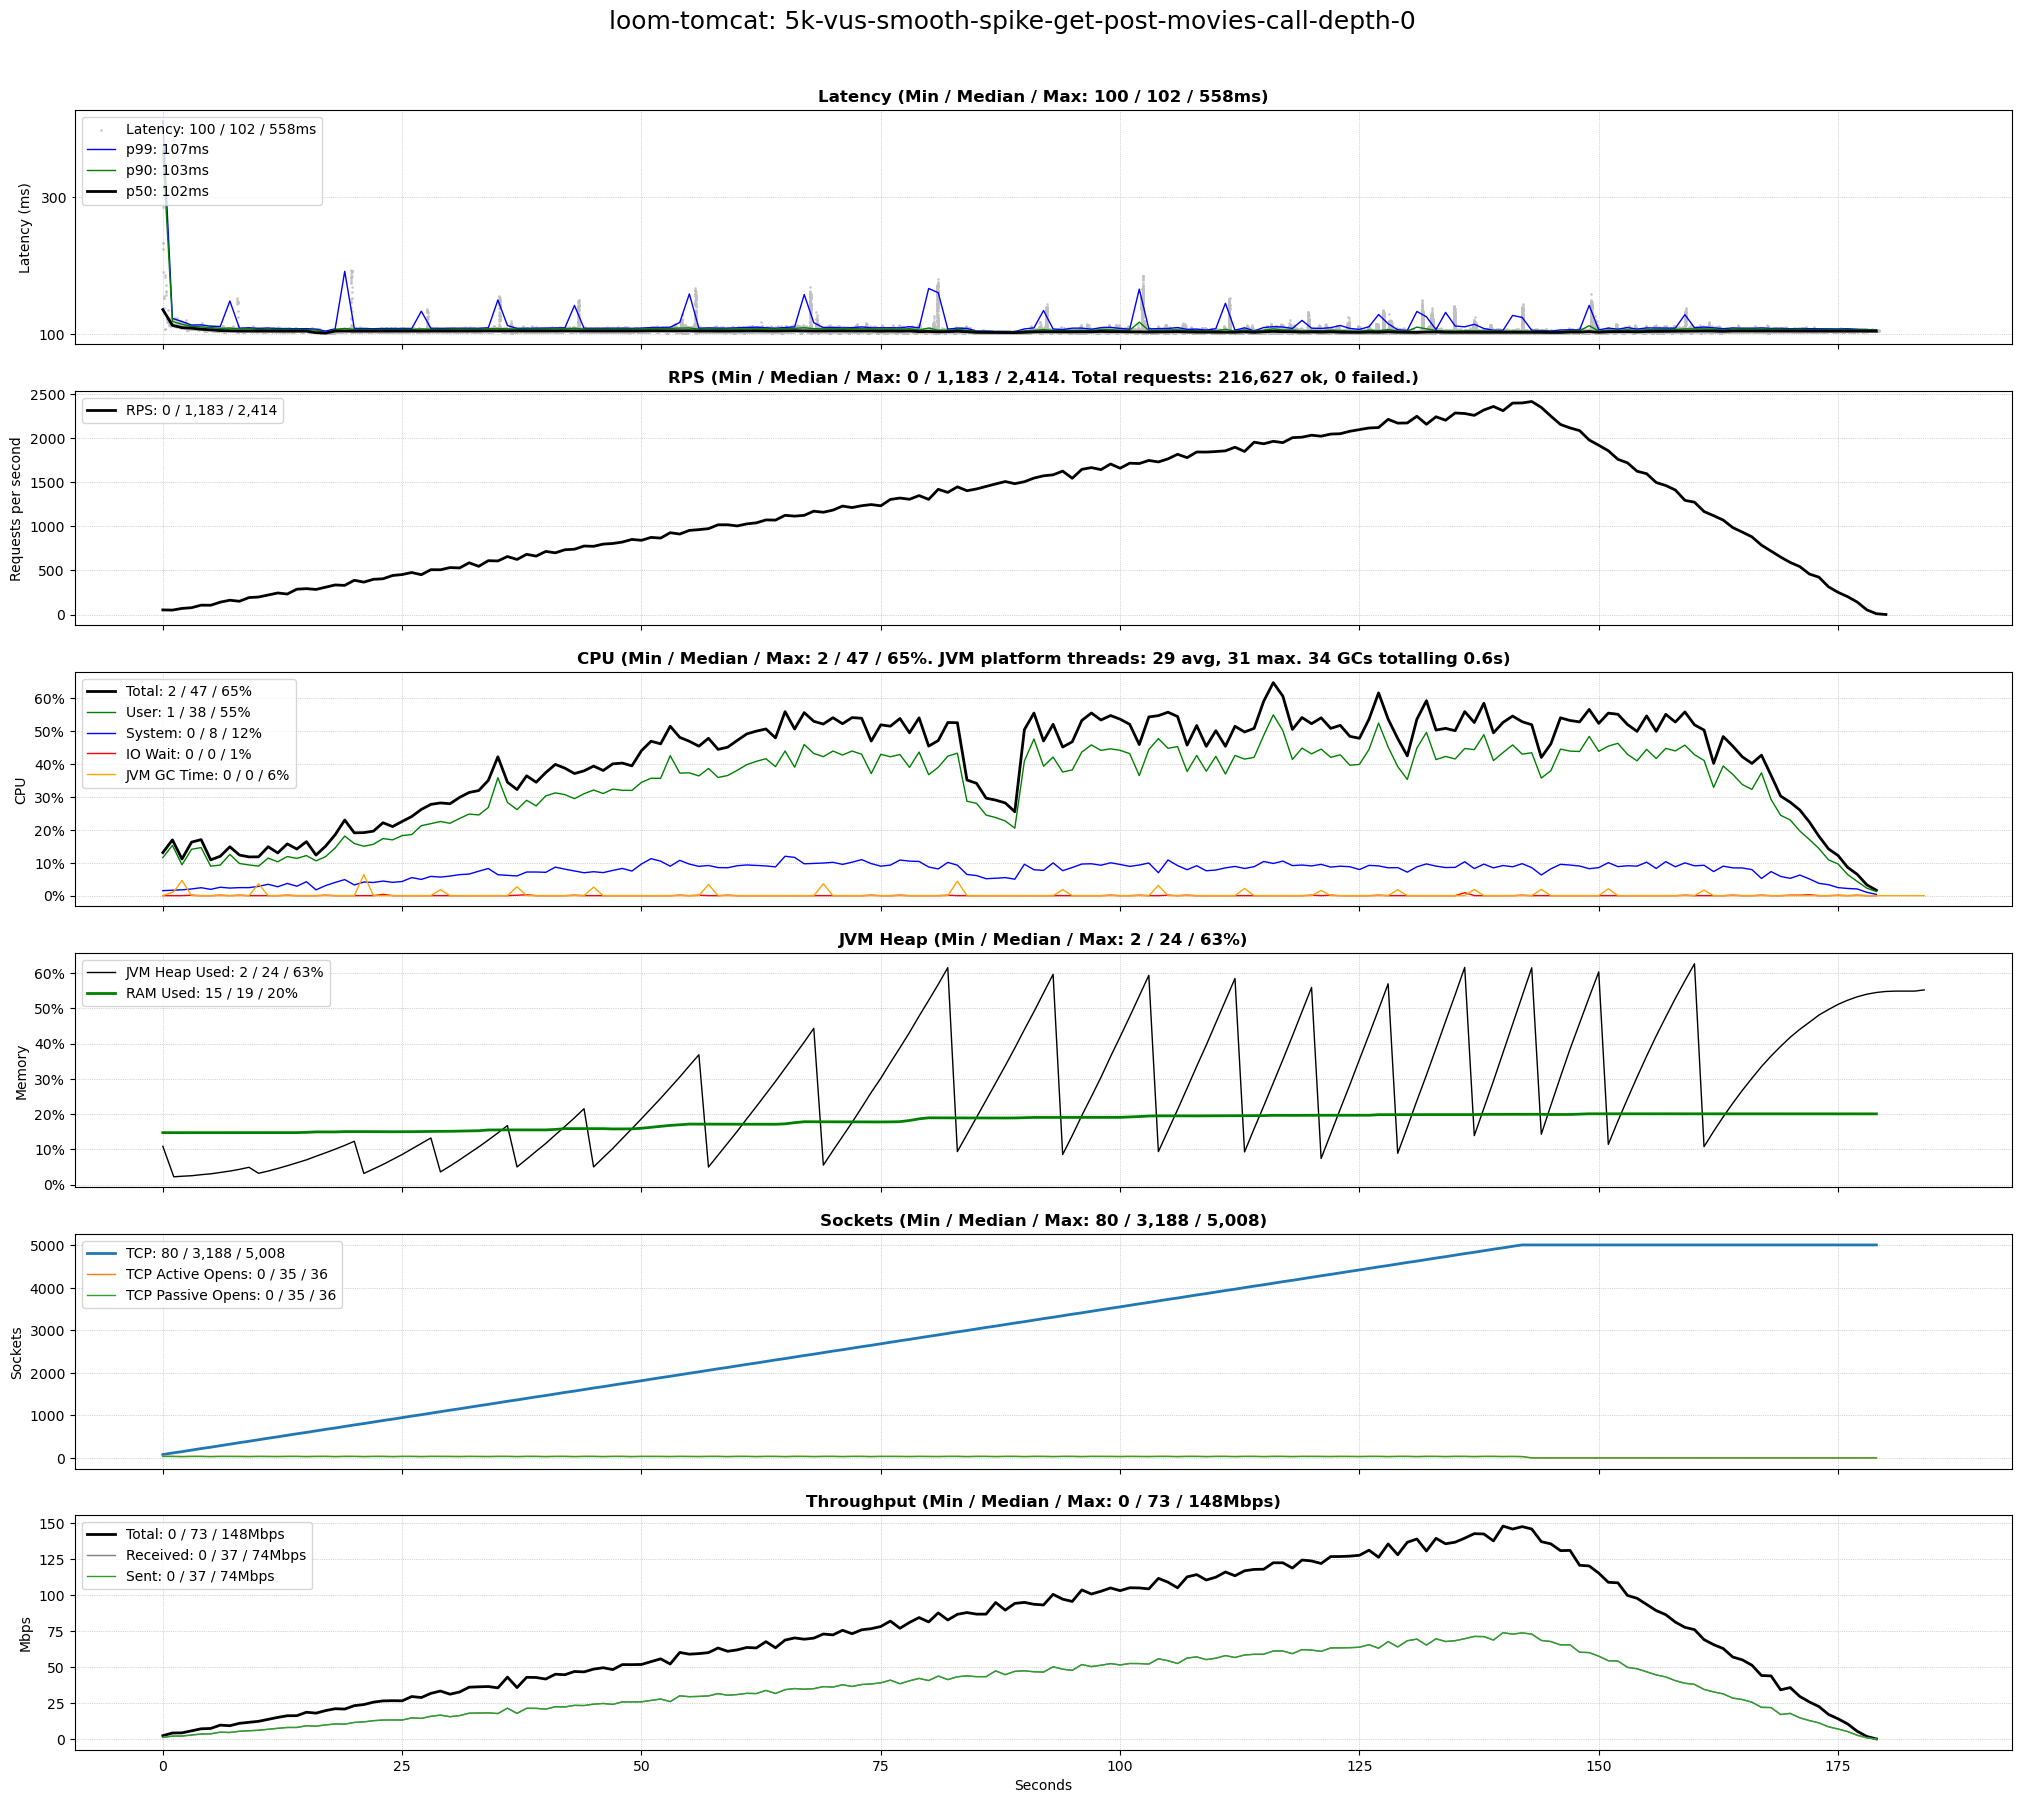 loom-tomcat: 5k-vus-smooth-spike-get-post-movies-call-depth-0
Latency (Min / Median / Max: 100 / 102 / 558ms)
Latency: 100 / 102 / 558ms
p99: 107ms
p90: 103ms
p50: 102ms
Latency (ms)
300
100
RPS (Min / Median / Max: 0 / 1,183 / 2,414. Total requests: 216,627 ok, 0 failed.)
RPS: 0 / 1,183 / 2,414
Requests per second
2500
2000
1500
1000
500
0
CPU (Min / Median / Max: 2 / 47 / 65%. JVM platform threads: 29 avg, 31 max. 34 GCs totalling 0.6s)
Total: 2 / 47 / 65%
User: 1 / 38 / 55%
System: 0 / 8 / 12%
IO Wait: 0 / 0 / 1%
JVM GC Time: 0 / 0 / 6%
CPU
60%
50%
40%
30%
20%
10%
0%
JVM Heap (Min / Median / Max: 2 / 24 / 63%)
JVM Heap Used: 2 / 24 / 63%
RAM Used: 15 / 19 / 20%
Memory
60%
50%
40%
30%
20%
10%
0%
Sockets (Min / Median / Max: 80 / 3,188 / 5,008)
TCP: 80 / 3,188 / 5,008
TCP Active Opens: 0 / 35 / 36
TCP Passive Opens: 0 / 35 / 36
Sockets
5000
4000
3000
2000
1000
0
Throughput (Min / Median / Max: 0 / 73 / 148Mbps)
Total: 0 / 73 / 148Mbps
Received: 0 / 37 / 74Mbps
Sent: 0 / 37 / 74Mbps
Mbps
150
125
100
75
50
25
0
0 25 50 75 100 125 150 175
Seconds